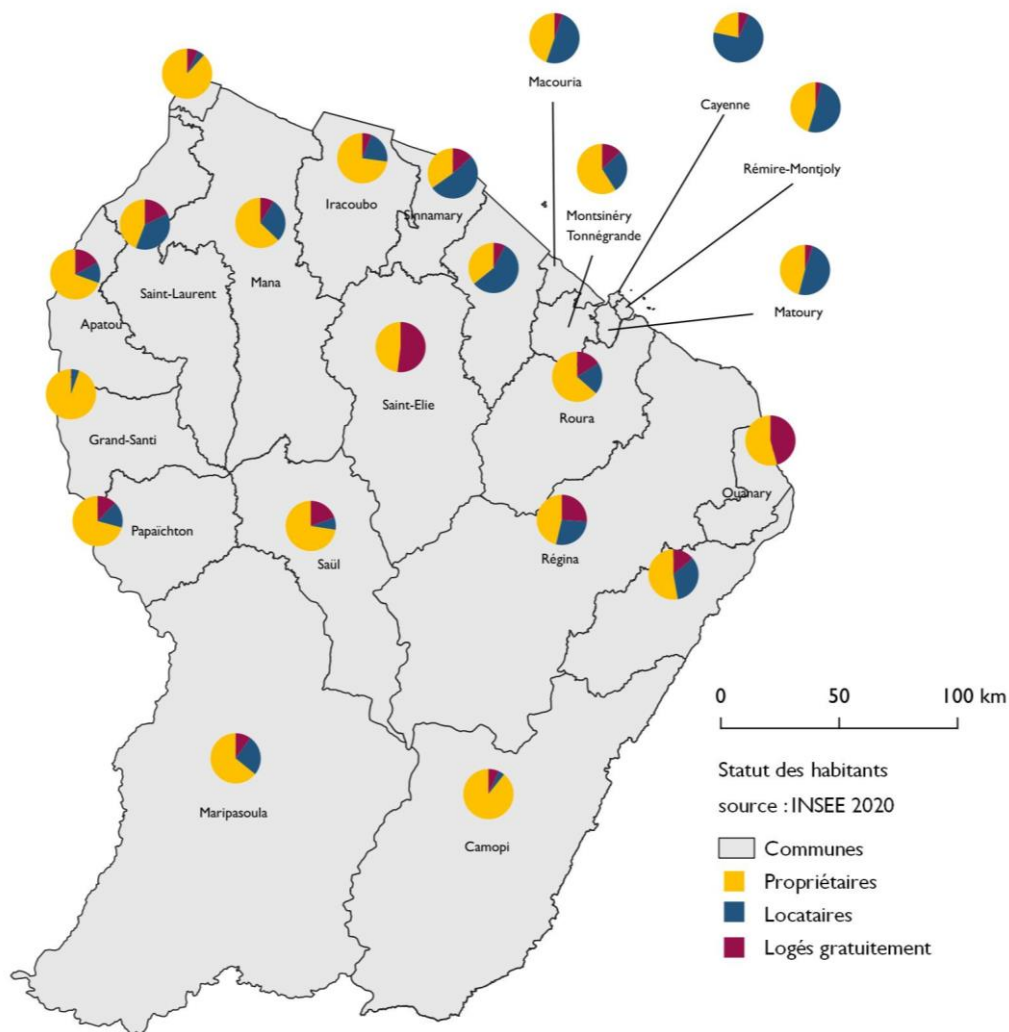 Macouria
Cayenne
Rémire-Montjoly
Iracoubo
Sinnamary
Montsinéry
Tonnégrande
Mana
Saint-Laurent
Matoury
Apatou
Saint-Elie
Roura
Grand-Santi
Ouanary
Papaïchton
Saül
Régina
0 50 100 km
Statut des habitants
source : INSEE 2020
Maripasoula
Camopi
Communes
Propriétaires
Locataires
Logés gratuitement